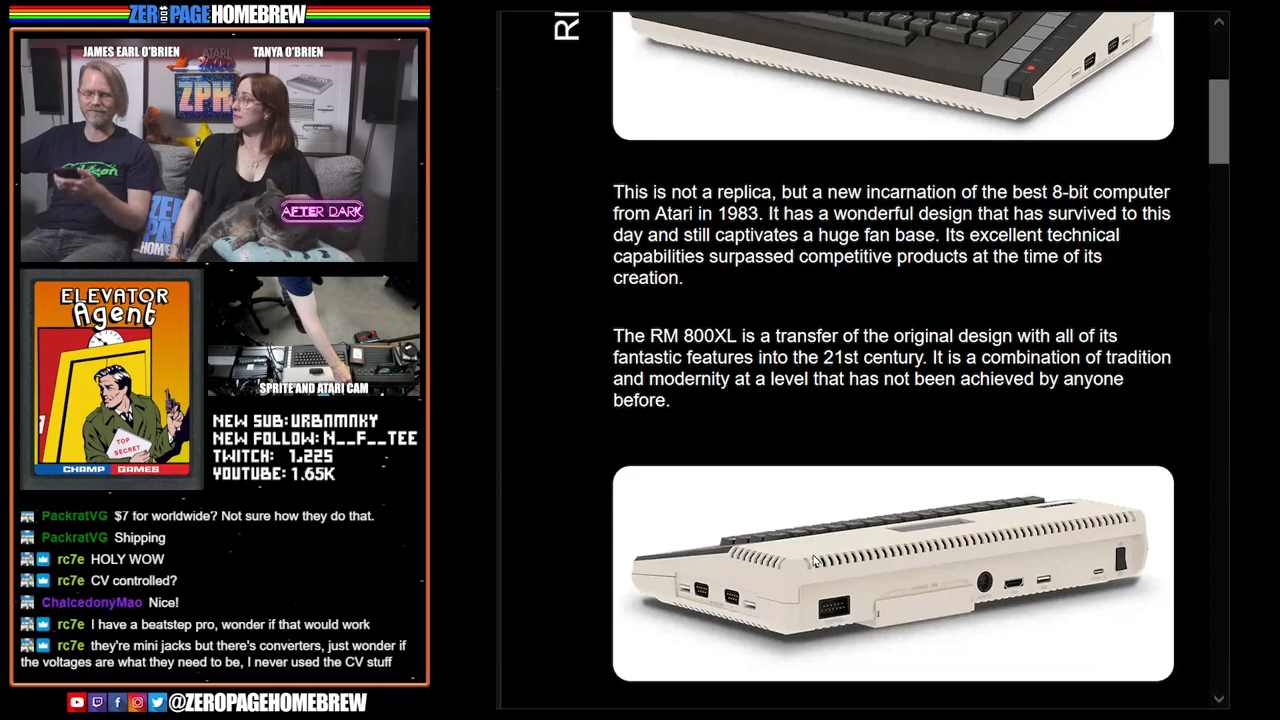 ZEROPAGEHOMEBREW
JAMES EARL O'BRIEN
TANYA O'BRIEN
ZPH
AFTER DARK
ELEVATOR
Agent
TOP
SECRET
CHAMP GAMES
SPRITE AND ATARI CAM
NEW SUB: URBNMNKY
NEW FOLLOW: N__F__TEE
TWITCH: 1,225
YOUTUBE: 1.65K
PackratVG $7 for worldwide? Not sure how they do that.
PackratVG Shipping
rc7e HOLY WOW
rc7e CV controlled?
ChalcedonyMao Nice!
rc7e I have a beatstep pro, wonder if that would work
rc7e they're mini jacks but there's converters, just wonder if
the voltages are what they need to be, I never used the CV stuff
@ZEROPAGEHOMEBREW
RM
This is not a replica, but a new incarnation of the best 8-bit computer
from Atari in 1983. It has a wonderful design that has survived to this
day and still captivates a huge fan base. Its excellent technical
capabilities surpassed competitive products at the time of its
creation.
The RM 800XL is a transfer of the original design with all of its
fantastic features into the 21st century. It is a combination of tradition
and modernity at a level that has not been achieved by anyone
before.